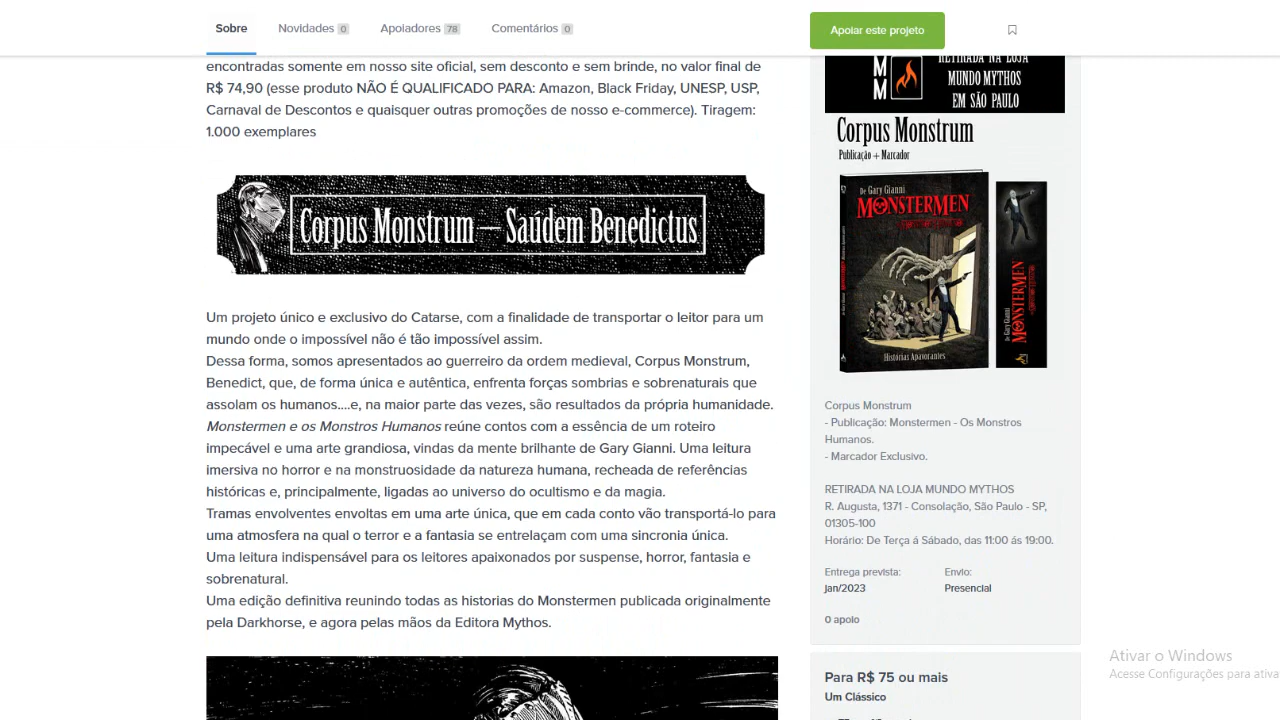 Sobre
Novidades 0
Apoiadores 78
Comentários 0
Apoiar este projeto
encontradas somente em nosso site oficial, sem desconto e sem brinde, no valor final de
R$ 74,90 (esse produto NÃO É QUALIFICADO PARA: Amazon, Black Friday, UNESP, USP,
Carnaval de Descontos e quaisquer outras promoções de nosso e-commerce). Tiragem:
1.000 exemplares
Corpus Monstrum — Saúdem Benedictus
Um projeto único e exclusivo do Catarse, com a finalidade de transportar o leitor para um
mundo onde o impossível não é tão impossível assim.
Dessa forma, somos apresentados ao guerreiro da ordem medieval, Corpus Monstrum,
Benedict, que, de forma única e autêntica, enfrenta forças sombrias e sobrenaturais que
assolam os humanos....e, na maior parte das vezes, são resultados da própria humanidade.
Monstermen e os Monstros Humanos reúne contos com a essência de um roteiro
impecável e uma arte grandiosa, vindas da mente brilhante de Gary Gianni. Uma leitura
imersiva no horror e na monstruosidade da natureza humana, recheada de referências
históricas e, principalmente, ligadas ao universo do ocultismo e da magia.
Tramas envolventes envoltas em uma arte única, que em cada conto vão transportá-lo para
uma atmosfera na qual o terror e a fantasia se entrelaçam com uma sincronia única.
Uma leitura indispensável para os leitores apaixonados por suspense, horror, fantasia e
sobrenatural.
Uma edição definitiva reunindo todas as historias do Monstermen publicada originalmente
pela Darkhorse, e agora pelas mãos da Editora Mythos.
MM
RETIRADA NA LOJA
MUNDO MYTHOS
EM SÃO PAULO
Corpus Monstrum
Publicação + Marcador
De Gary Gianni
MONSTERMEN
Histórias Apavorantes
De Gary Gianni
MONSTERMEN
Corpus Monstrum
- Publicação: Monstermen - Os Monstros
Humanos.
- Marcador Exclusivo.
RETIRADA NA LOJA MUNDO MYTHOS
R. Augusta, 1371 - Consolação, São Paulo - SP,
01305-100
Horário: De Terça á Sábado, das 11:00 ás 19:00.
Entrega prevista:
jan/2023
Envio:
Presencial
0 apoio
Para R$ 75 ou mais
Um Clássico
Ativar o Windows
Acesse Configurações para ativa